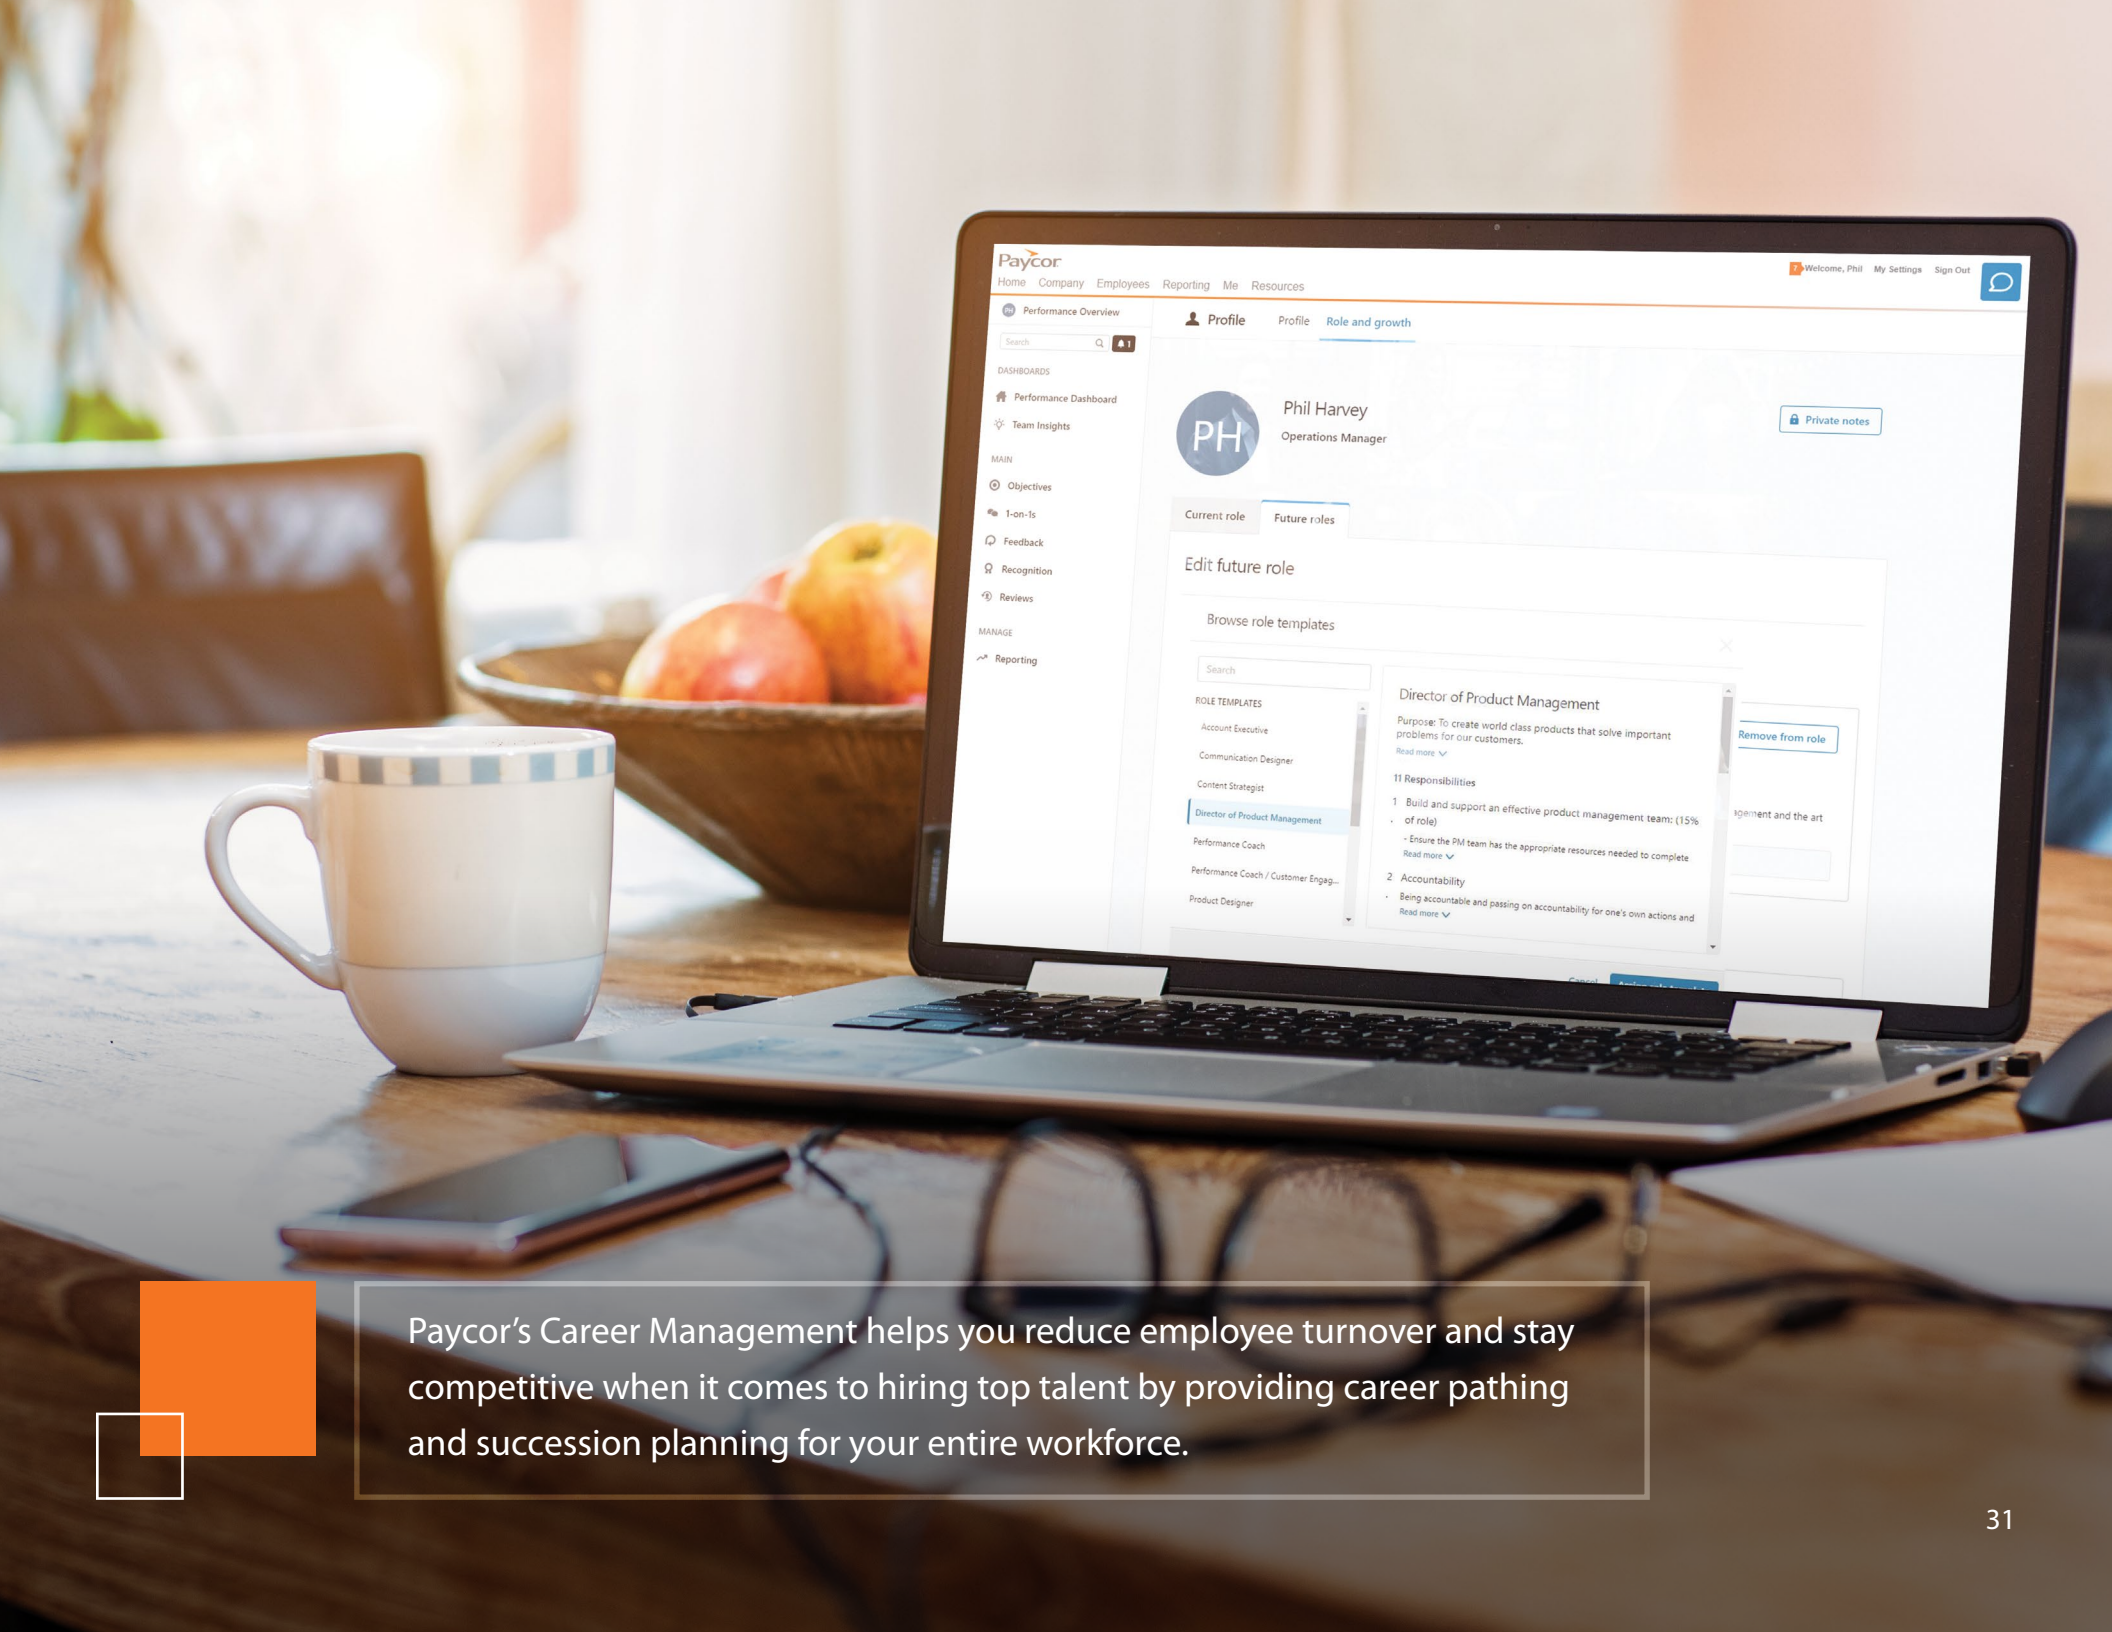 Paycor
Home Company Employees Reporting Me Resources
7 Welcome, Phil My Settings Sign Out
PH Performance Overview
Search
1
DASHBOARDS
Performance Dashboard
Team Insights
MAIN
Objectives
1-on-1s
Feedback
Recognition
Reviews
MANAGE
Reporting
Profile Profile Role and growth
PH
Phil Harvey
Operations Manager
Private notes
Current role Future roles
Edit future role
Browse role templates
Search
ROLE TEMPLATES
Account Executive
Communication Designer
Content Strategist
Director of Product Management
Performance Coach
Performance Coach / Customer Engag...
Product Designer
Director of Product Management
Purpose: To create world class products that solve important
problems for our customers.
Read more
11 Responsibilities
1 Build and support an effective product management team: (15%
. of role)
- Ensure the PM team has the appropriate resources needed to complete
Read more
2 Accountability
. Being accountable and passing on accountability for one's own actions and
Read more
Remove from role
agement and the art
Cancel
Paycor’s Career Management helps you reduce employee turnover and stay
competitive when it comes to hiring top talent by providing career pathing
and succession planning for your entire workforce.
31